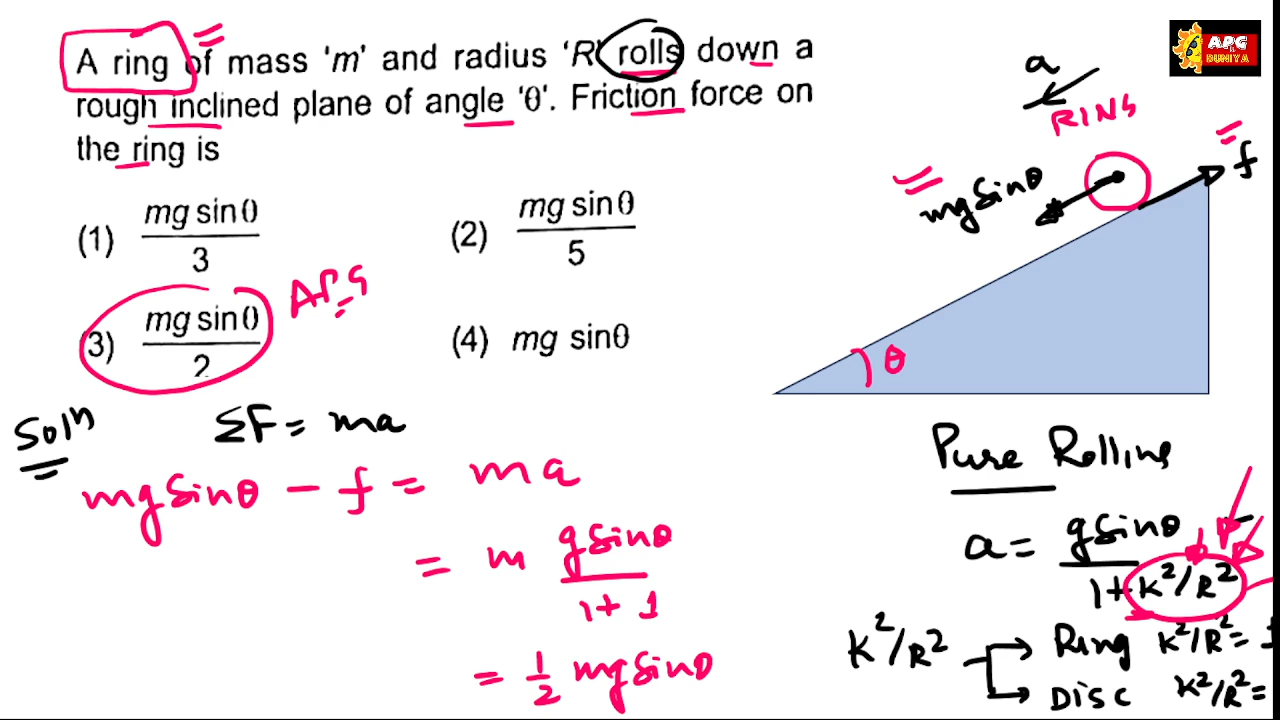 A ring of mass 'm' and radius 'R' rolls down a
rough inclined plane of angle 'θ'. Friction force on
the ring is
(1) mg sinθ / 3
(2) mg sinθ / 5
(3) mg sinθ / 2
(4) mg sinθ
APG
APG
DUNIYA
a
RING
f
mg sinθ
θ
Solⁿ
ΣF = ma
mg sinθ - f = ma
= m g sinθ / 1 + 1
= 1/2 mg sinθ
Pure Rolling
a = g sinθ / 1 + K²/R²
K²/R²
Ring K²/R² = 1
Disc K²/R² =